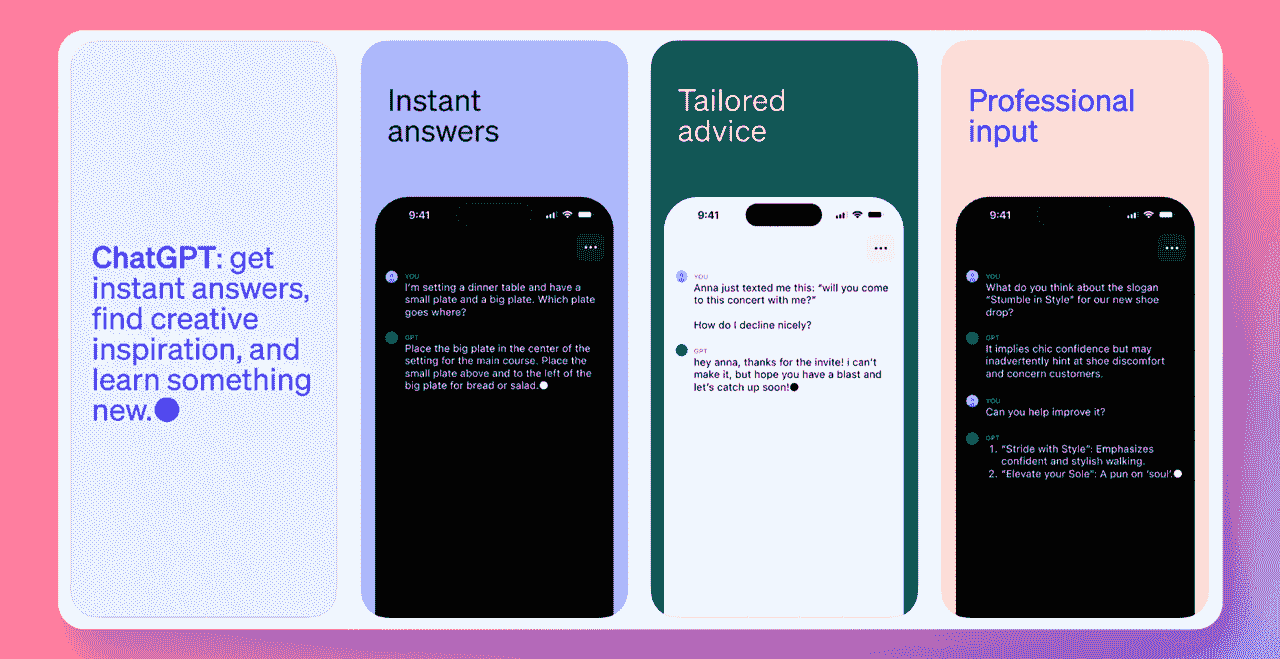 ChatGPT: get
instant answers,
find creative
inspiration, and
learn something
new.
Instant
answers
9:41
YOU
I'm setting a dinner table and have a
small plate and a big plate. Which plate
goes where?
GPT
Place the big plate in the center of the
setting for the main course. Place the
small plate above and to the left of the
big plate for bread or salad.
Tailored
advice
9:41
YOU
Anna just texted me this: “will you come
to this concert with me?”
How do I decline nicely?
GPT
hey anna, thanks for the invite! i can't
make it, but hope you have a blast and
let's catch up soon!
Professional
input
9:41
YOU
What do you think about the slogan
“Stumble in Style” for our new shoe
drop?
GPT
It implies chic confidence but may
inadvertently hint at shoe discomfort
and concern customers.
YOU
Can you help improve it?
GPT
1. “Stride with Style”: Emphasizes
confident and stylish walking.
2. “Elevate your Sole”: A pun on ‘soul’.